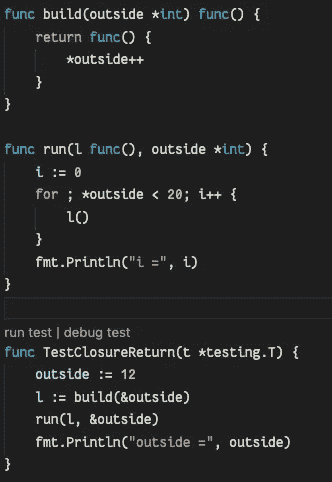 func build(outside *int) func() {
    return func() {
        *outside++
    }
}

func run(l func(), outside *int) {
    i := 0
    for ; *outside < 20; i++ {
        l()
    }
    fmt.Println("i =", i)
}

run test | debug test
func TestClosureReturn(t *testing.T) {
    outside := 12
    l := build(&outside)
    run(l, &outside)
    fmt.Println("outside =", outside)
}